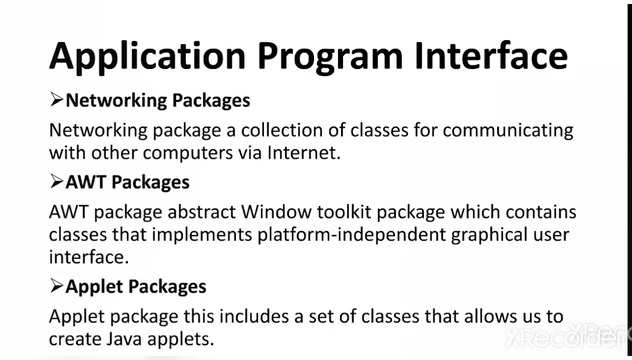 Application Program Interface
➢Networking Packages
Networking package a collection of classes for communicating
with other computers via Internet.
➢AWT Packages
AWT package abstract Window toolkit package which contains
classes that implements platform-independent graphical user
interface.
➢Applet Packages
Applet package this includes a set of classes that allows us to
create Java applets.
XRecorder